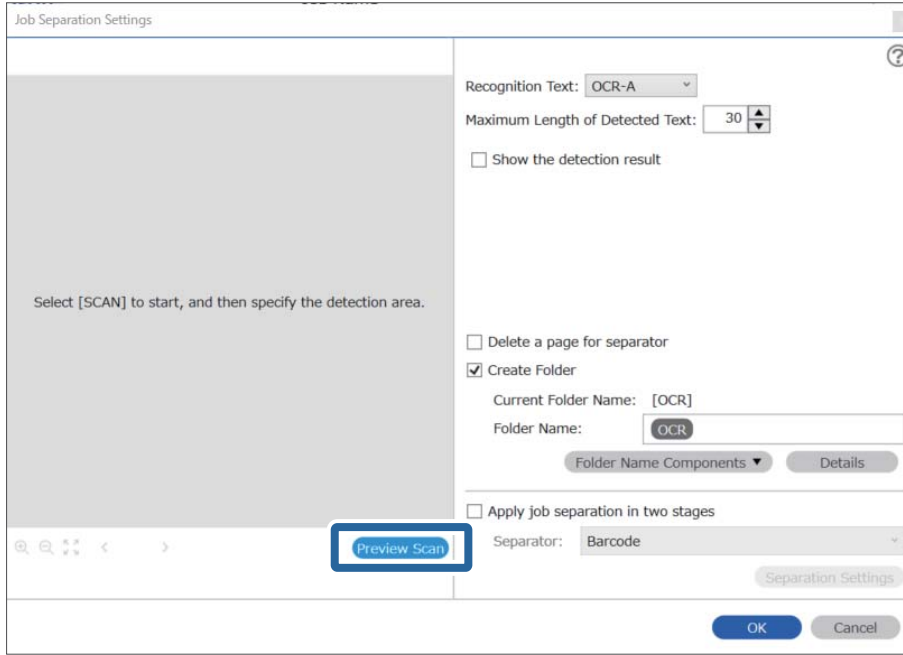 Job Separation Settings
Recognition Text: OCR-A
Maximum Length of Detected Text: 30
Show the detection result
Select [SCAN] to start, and then specify the detection area.
Delete a page for separator
Create Folder
Current Folder Name: [OCR]
Folder Name: OCR
Folder Name Components ▼ Details
Apply job separation in two stages
Preview Scan
Separator: Barcode
Separation Settings
OK Cancel